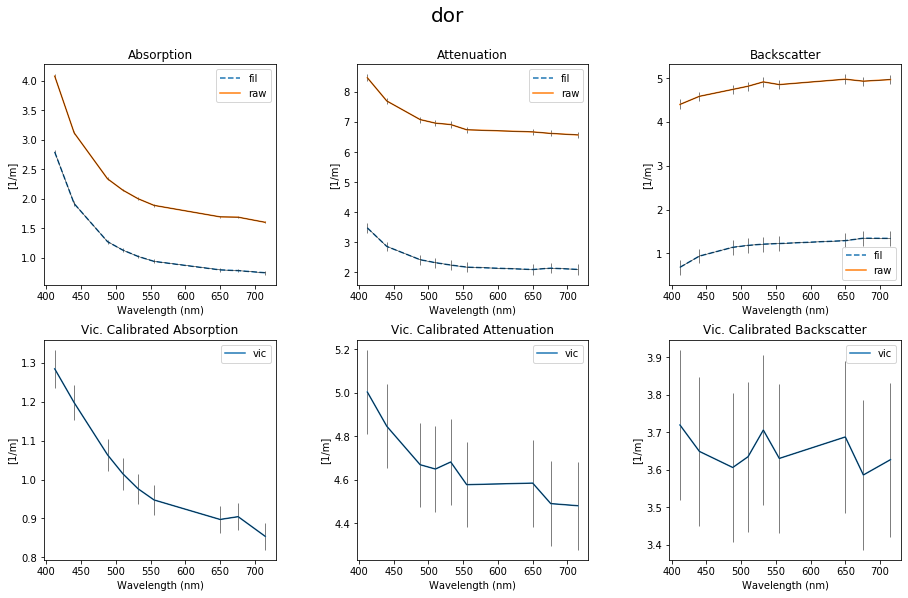 dor
Absorption
Attenuation
Backscatter
fil
raw
fil
raw
fil
raw
4.0
3.5
3.0
2.5
2.0
1.5
1.0
8
7
6
5
4
3
2
5
4
3
2
1
[1/m]
[1/m]
[1/m]
400 450 500 550 600 650 700
400 450 500 550 600 650 700
400 450 500 550 600 650 700
Wavelength (nm)
Wavelength (nm)
Wavelength (nm)
Vic. Calibrated Absorption
Vic. Calibrated Attenuation
Vic. Calibrated Backscatter
vic
vic
vic
1.3
1.2
1.1
1.0
0.9
0.8
5.2
5.0
4.8
4.6
4.4
3.9
3.8
3.7
3.6
3.5
3.4
[1/m]
[1/m]
[1/m]
400 450 500 550 600 650 700
400 450 500 550 600 650 700
400 450 500 550 600 650 700
Wavelength (nm)
Wavelength (nm)
Wavelength (nm)